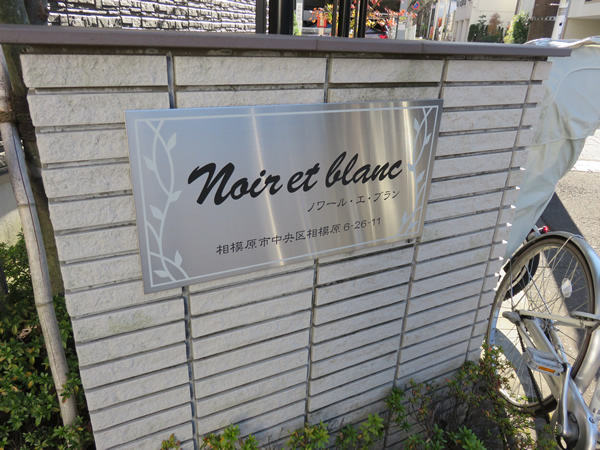 Noir et blanc
ノワール・エ・ブラン
相模原市中央区相模原 6-26-11